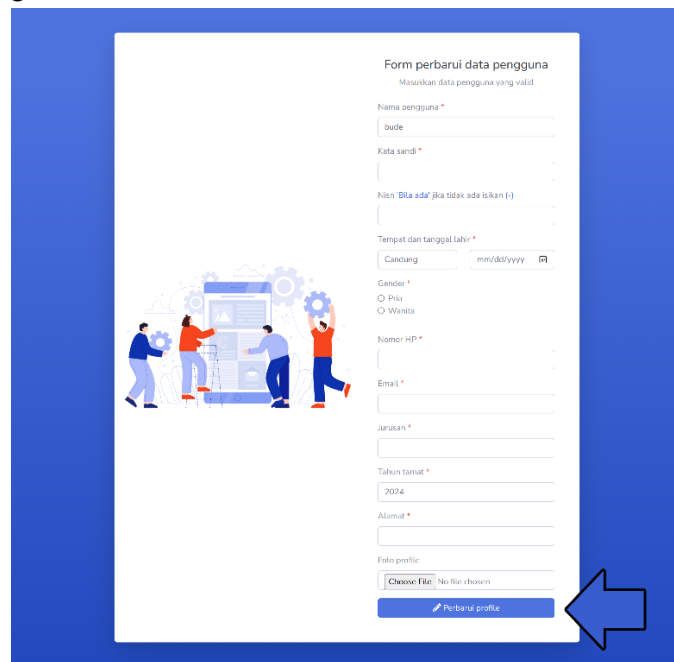 Form perbarui data pengguna
Masukkan data pengguna yang valid
Nama pengguna *
bude
Kata sandi *
Nisn 'Bila ada' jika tidak ada isikan (-)
Tempat dan tanggal lahir *
Candung mm/dd/yyyy
Gender *
Pria
Wanita
Nomor HP *
Email *
Jurusan *
Tahun tamat *
2024
Alamat *
Foto profile
Choose File No file chosen
Perbarui profile